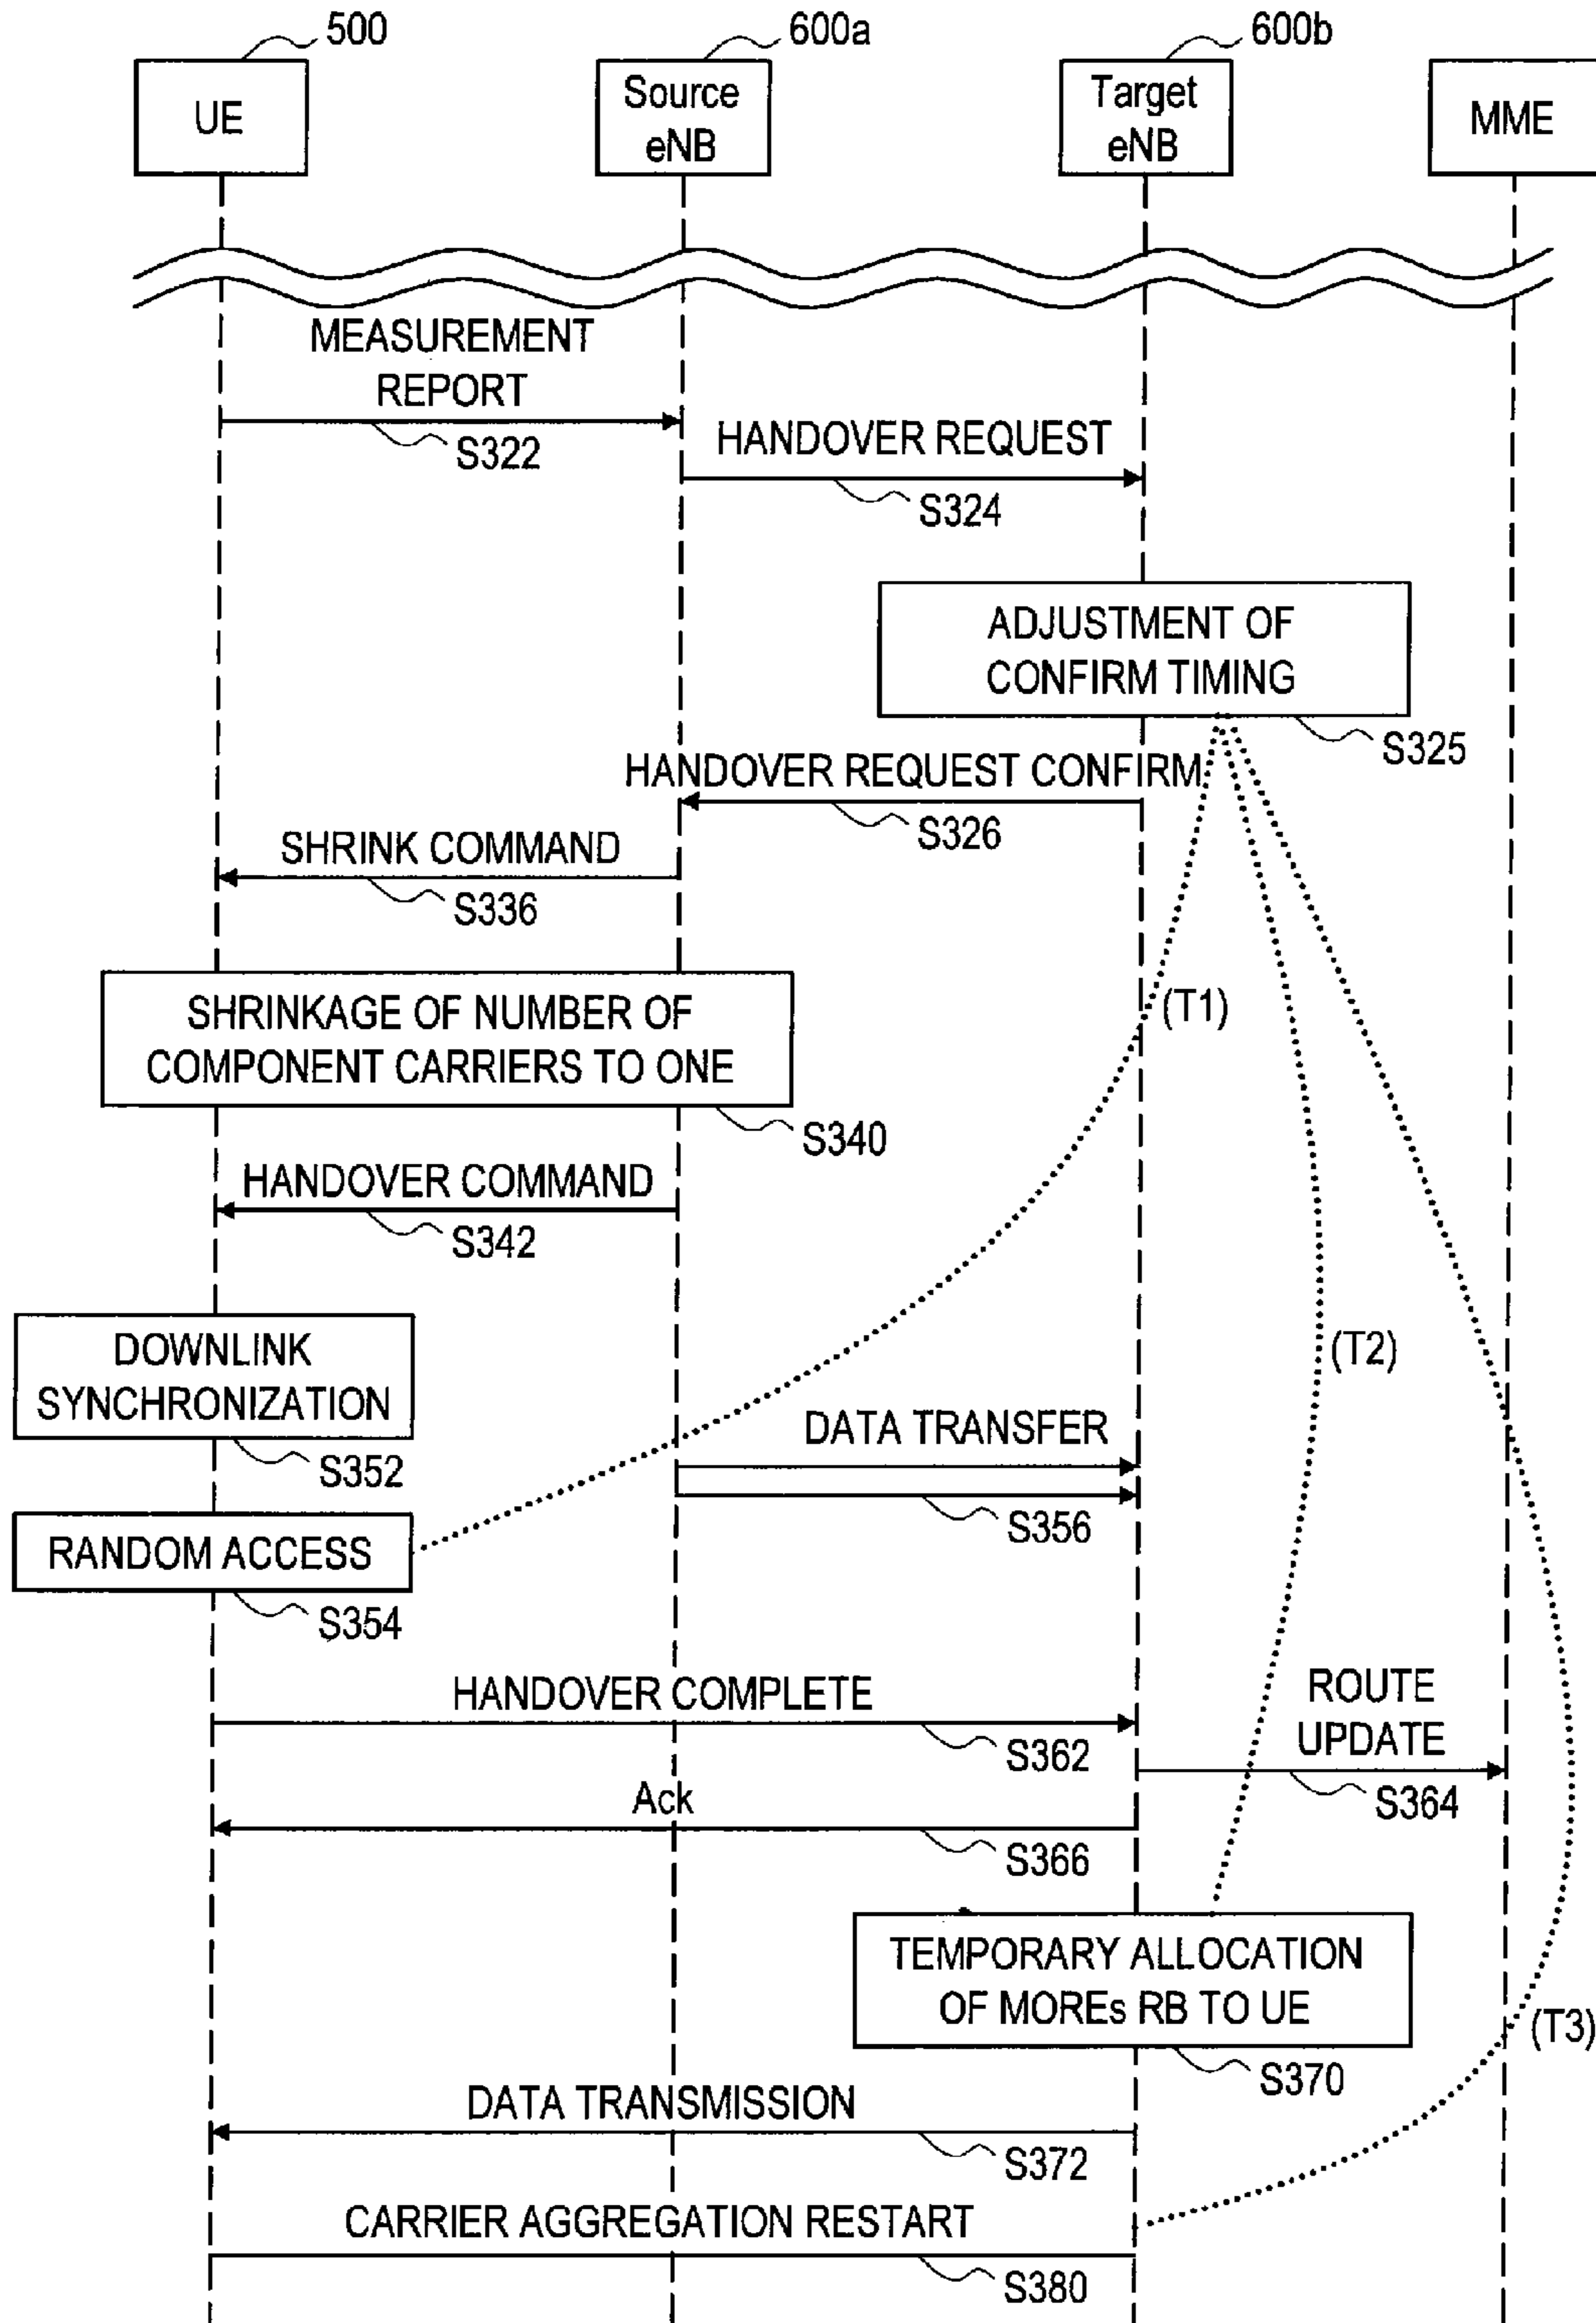 500
600a
600b
UE
Source
eNB
Target
eNB
MME
MEASUREMENT
REPORT
S322
HANDOVER REQUEST
S324
ADJUSTMENT OF
CONFIRM TIMING
S325
HANDOVER REQUEST CONFIRM
S326
SHRINK COMMAND
S336
SHRINKAGE OF NUMBER OF
COMPONENT CARRIERS TO ONE
S340
(T1)
HANDOVER COMMAND
S342
DOWNLINK
SYNCHRONIZATION
S352
(T2)
DATA TRANSFER
S356
RANDOM ACCESS
S354
HANDOVER COMPLETE
S362
ROUTE
UPDATE
S364
Ack
S366
TEMPORARY ALLOCATION
OF MOREs RB TO UE
S370
(T3)
DATA TRANSMISSION
S372
CARRIER AGGREGATION RESTART
S380